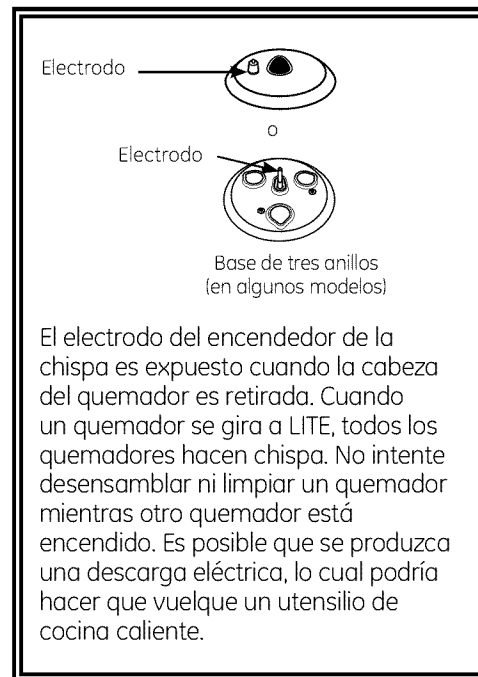 Electrodo
o
Electrodo
Base de tres anillos
(en algunos modelos)
El electrodo del encendedor de la
chispa es expuesto cuando la cabeza
del quemador es retirada. Cuando
un quemador se gira a LITE, todos los
quemadores hacen chispa. No intente
desensamblar ni limpiar un quemador
mientras otro quemador está
encendido. Es posible que se produzca
una descarga eléctrica, lo cual podría
hacer que vuelque un utensilio de
cocina caliente.